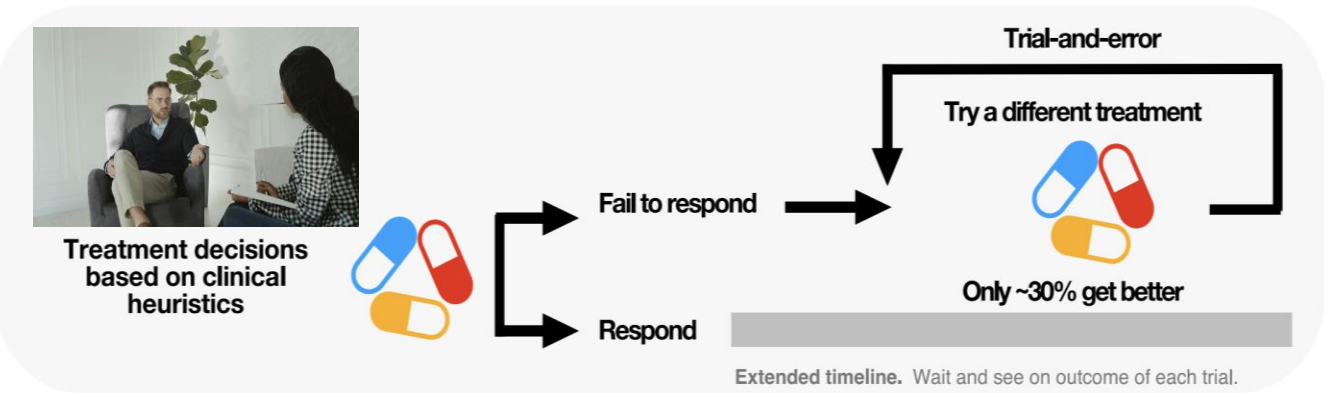 Trial-and-error
Try a different treatment
Fail to respond
Treatment decisions
based on clinical
heuristics
Only ~30% get better
Respond
Extended timeline. Wait and see on outcome of each trial.